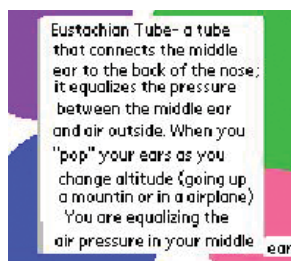 Eustachian Tube- a tube
that connects the middle
ear to the back of the nose;
it equalizes the pressure
between the middle ear
and air outside. When you
"pop" your ears as you
change altitude (going up
a mountin or in a airplane)
You are equalizing the
air pressure in your middle ear